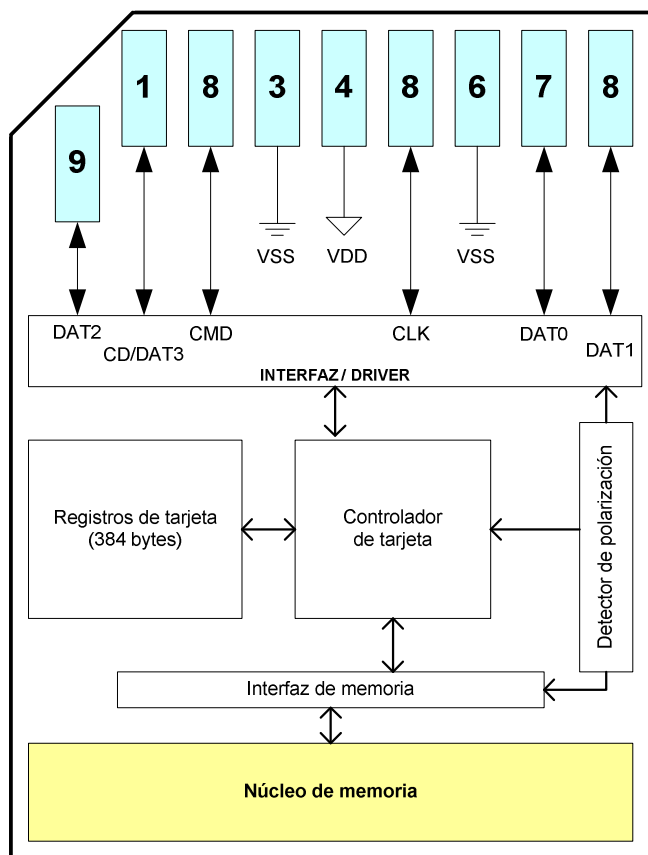 1 8 3 4 8 6 7 8
9
VSS VDD VSS
DAT2 CD/DAT3 CMD CLK DAT0 DAT1
INTERFAZ / DRIVER
Registros de tarjeta
(384 bytes)
Controlador
de tarjeta
Detector de polarización
Interfaz de memoria
Núcleo de memoria